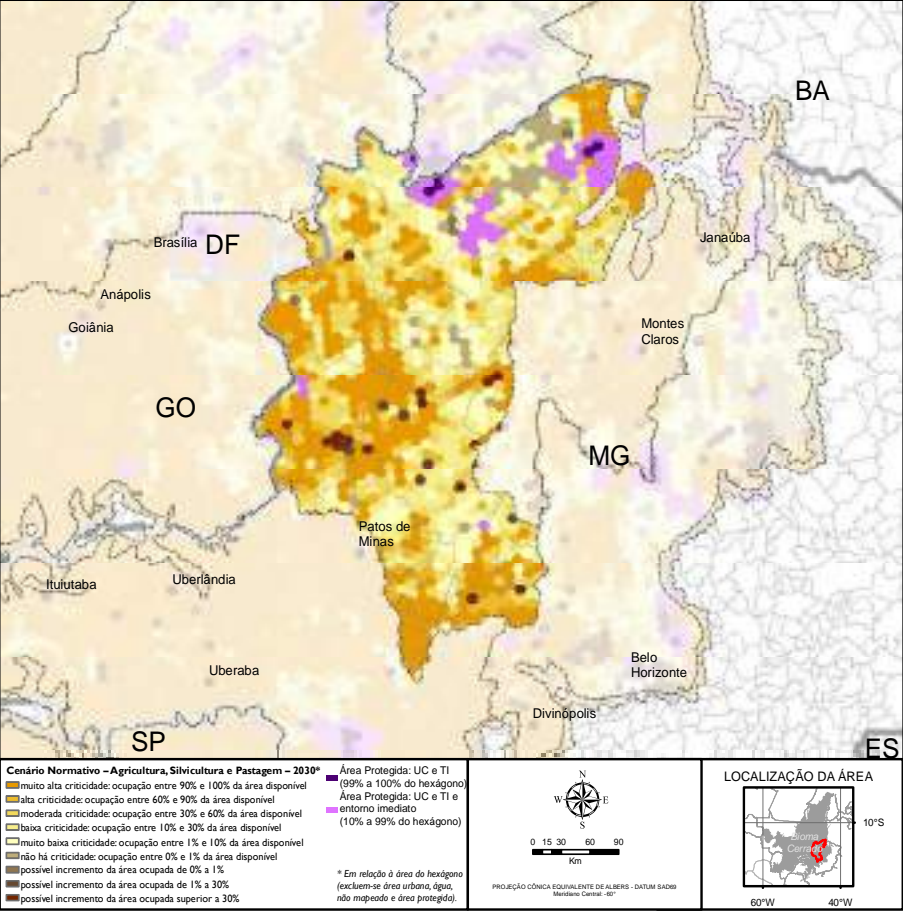 BA
Brasília
DF
Janaúba
Anápolis
Goiânia
Montes
Claros
GO
MG
Patos de
Minas
Ituiutaba
Uberlândia
Uberaba
Belo
Horizonte
Divinópolis
SP
ES
Cenário Normativo – Agricultura, Silvicultura e Pastagem – 2030*
muito alta criticidade: ocupação entre 90% e 100% da área disponível
alta criticidade: ocupação entre 60% e 90% da área disponível
moderada criticidade: ocupação entre 30% e 60% da área disponível
baixa criticidade: ocupação entre 10% e 30% da área disponível
muito baixa criticidade: ocupação entre 1% e 10% da área disponível
não há criticidade: ocupação entre 0% e 1% da área disponível
possível incremento da área ocupada de 0% a 1%
possível incremento da área ocupada de 1% a 30%
possível incremento da área ocupada superior a 30%
Área Protegida: UC e TI
(99% a 100% do hexágono)
Área Protegida: UC e TI e
entorno imediato
(10% a 99% do hexágono)
* Em relação à área do hexágono
(excluem-se área urbana, água,
não mapeado e área protegida).
N
W E
S
0 15 30 60 90
Km
PROJEÇÃO CÔNICA EQUIVALENTE DE ALBERS - DATUM SAD69
Meridiano Central: -60°
LOCALIZAÇÃO DA ÁREA
Bioma
Cerrado
10°S
60°W 40°W